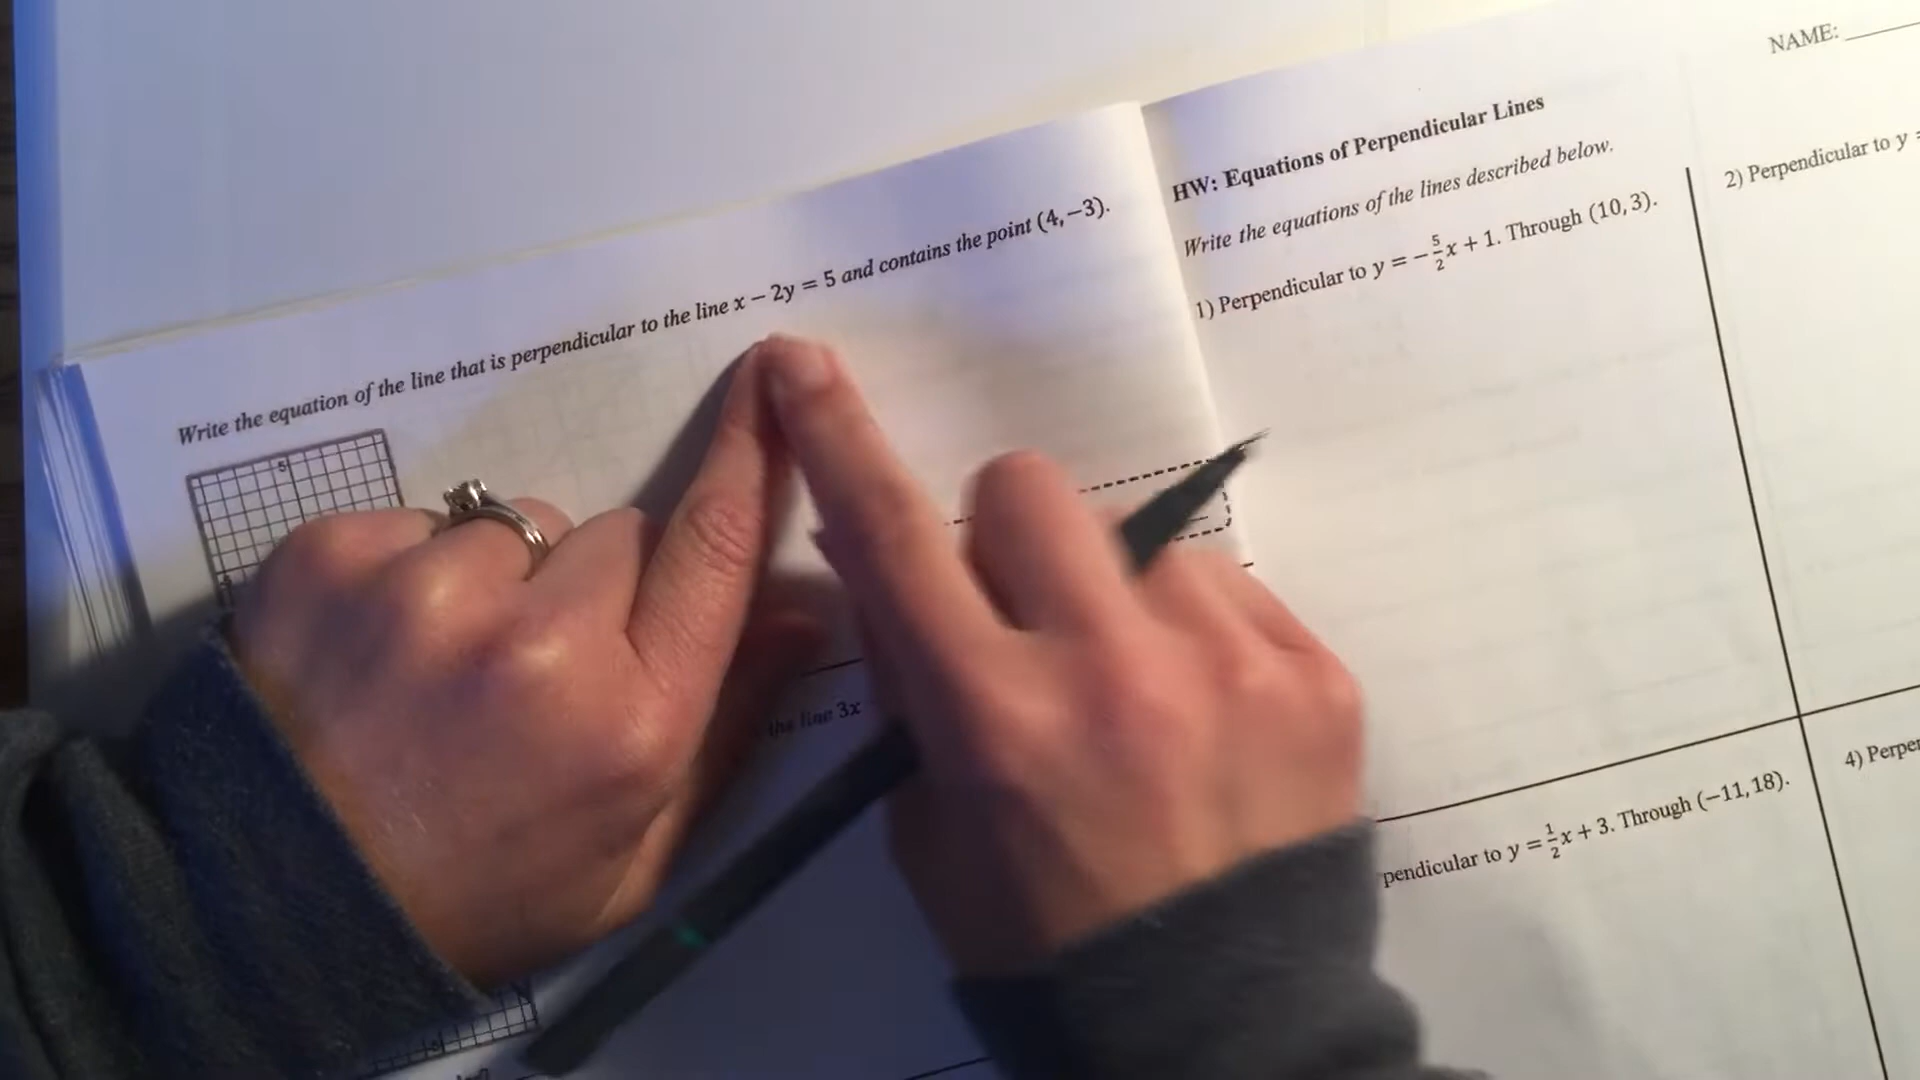 Write the equation of the line that is perpendicular to the line x − 2y = 5 and contains the point (4, −3).
5
the line 3x
NAME:
HW: Equations of Perpendicular Lines
Write the equations of the lines described below.
1) Perpendicular to y = −5/2x + 1. Through (10, 3).
2) Perpendicular to y =
pendicular to y = 1/2x + 3. Through (−11, 18).
4) Perpe